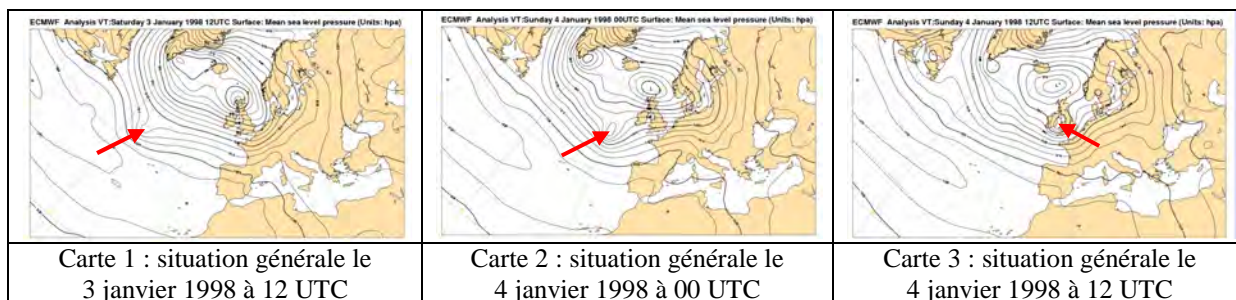 ECMWF Analysis VT:Saturday 3 January 1998 12UTC Surface: Mean sea level pressure (Units: hpa)
ECMWF Analysis VT:Sunday 4 January 1998 00UTC Surface: Mean sea level pressure (Units: hpa)
ECMWF Analysis VT:Sunday 4 January 1998 12UTC Surface: Mean sea level pressure (Units: hpa)
Carte 1 : situation générale le
3 janvier 1998 à 12 UTC
Carte 2 : situation générale le
4 janvier 1998 à 00 UTC
Carte 3 : situation générale le
4 janvier 1998 à 12 UTC